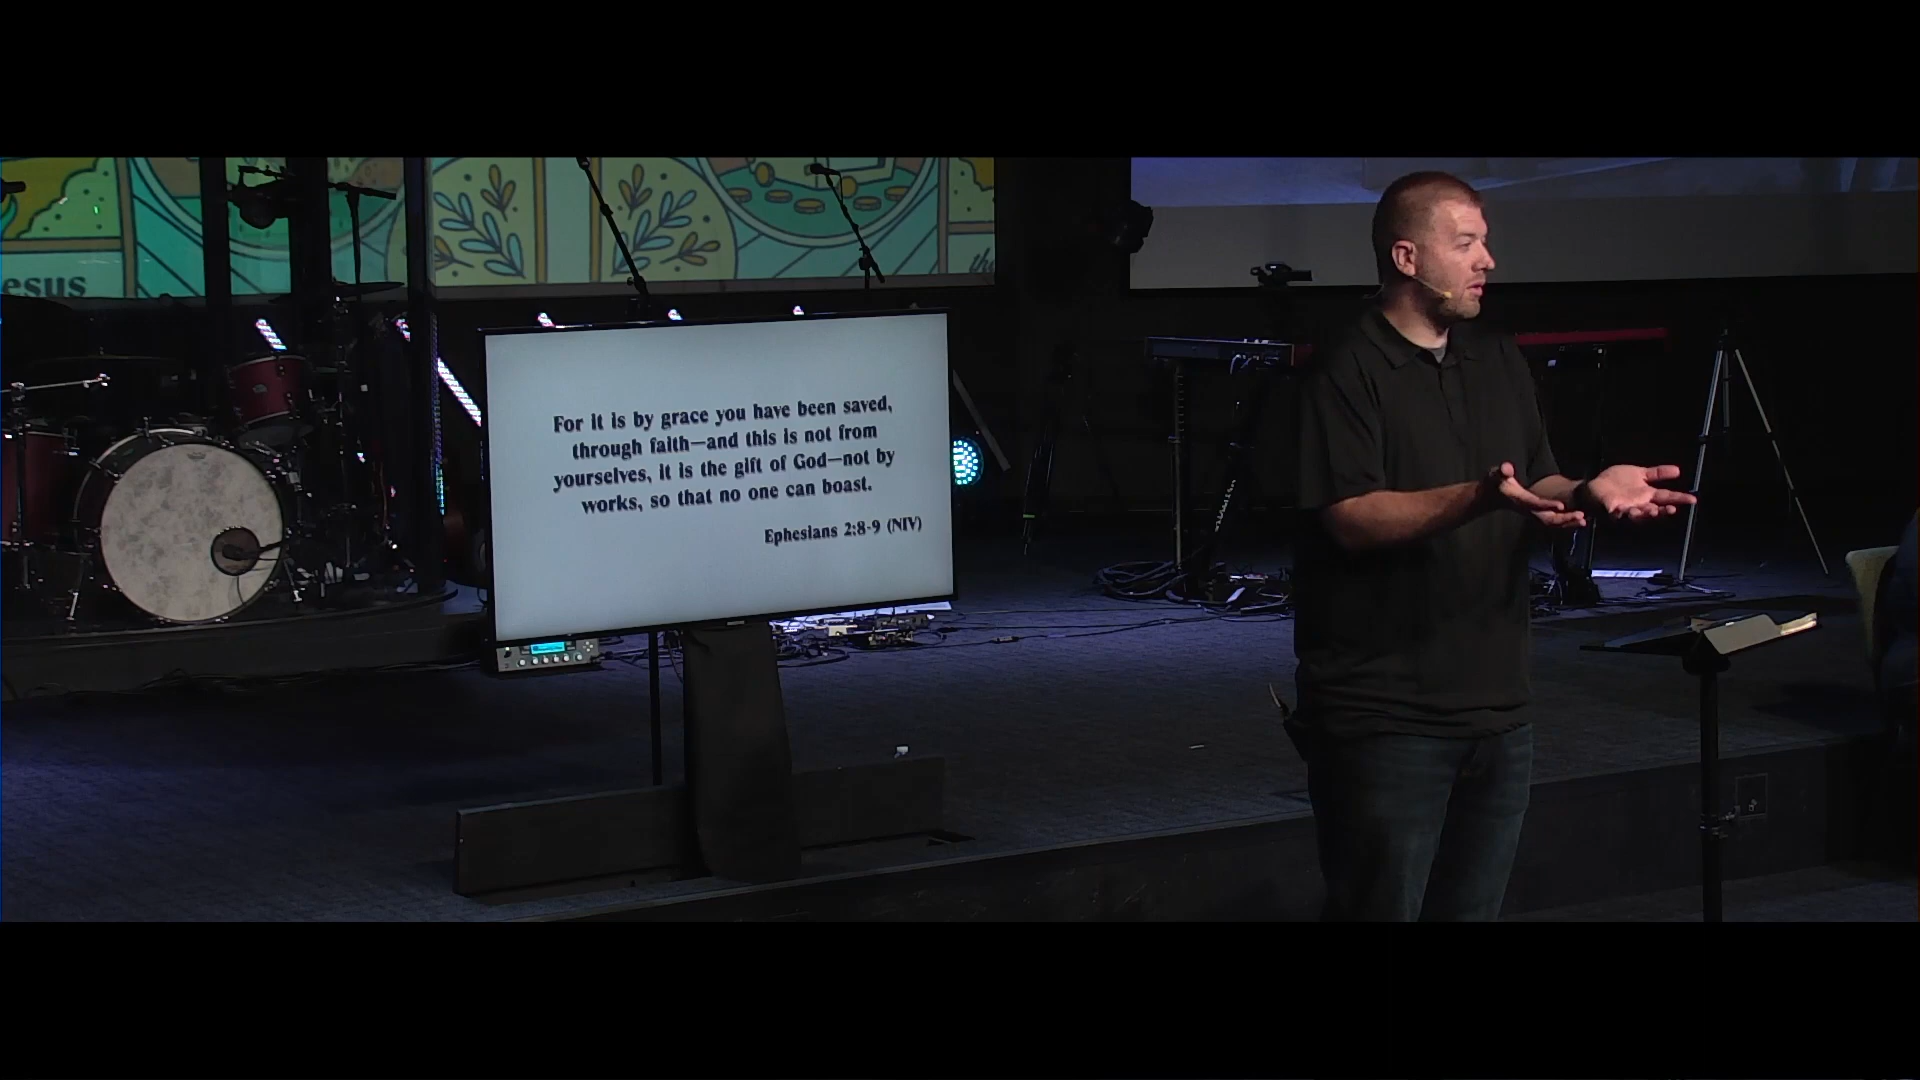 esus
the
For it is by grace you have been saved,
through faith—and this is not from
yourselves, it is the gift of God—not by
works, so that no one can boast.
Ephesians 2:8-9 (NIV)